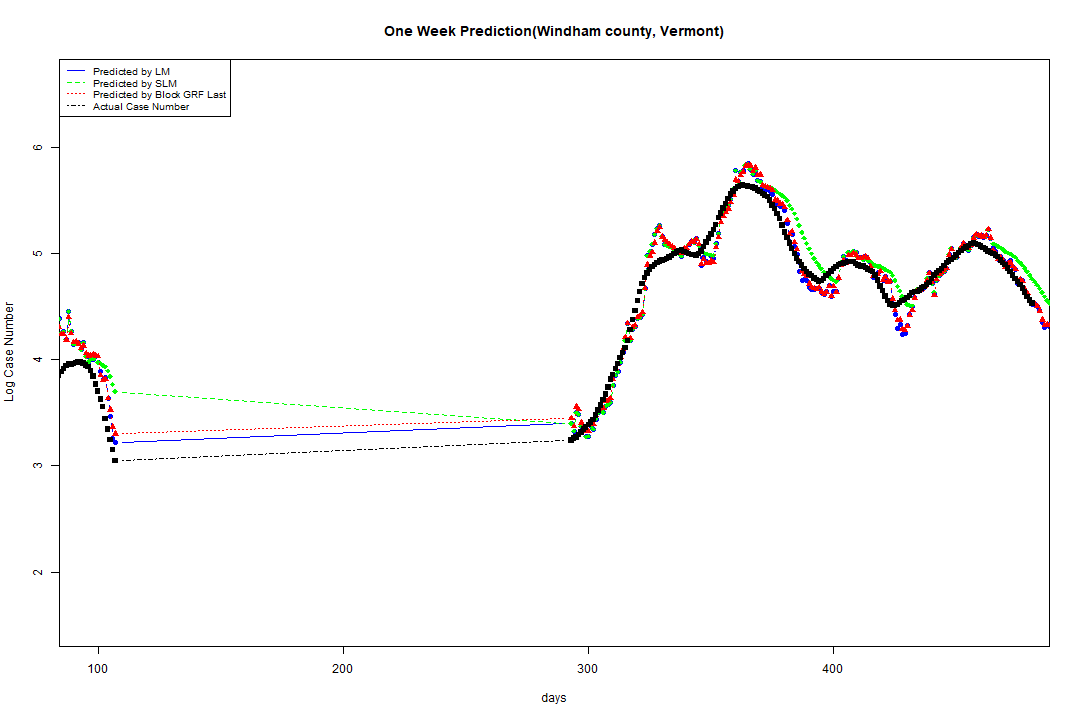 One Week Prediction(Windham county, Vermont)
Predicted by LM
Predicted by SLM
Predicted by Block GRF Last
Actual Case Number
6
5
4
3
2
Log Case Number
100 200 300 400
days